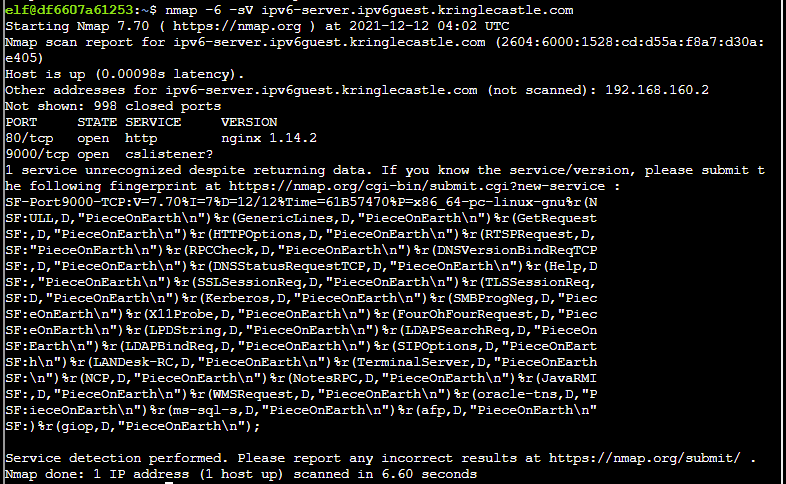 elf@df6607a61253:~$ nmap -6 -sV ipv6-server.ipv6guest.kringlecastle.com
Starting Nmap 7.70 ( https://nmap.org ) at 2021-12-12 04:02 UTC
Nmap scan report for ipv6-server.ipv6guest.kringlecastle.com (2604:6000:1528:cd:d55a:f8a7:d30a:
e405)
Host is up (0.00098s latency).
Other addresses for ipv6-server.ipv6guest.kringlecastle.com (not scanned): 192.168.160.2
Not shown: 998 closed ports
PORT     STATE SERVICE     VERSION
80/tcp   open  http        nginx 1.14.2
9000/tcp open  cslistener?
1 service unrecognized despite returning data. If you know the service/version, please submit t
he following fingerprint at https://nmap.org/cgi-bin/submit.cgi?new-service :
SF-Port9000-TCP:V=7.70%I=7%D=12/12%Time=61B57470%P=x86_64-pc-linux-gnu%r(N
SF:ULL,D,"PieceOnEarth\n")%r(GenericLines,D,"PieceOnEarth\n")%r(GetRequest
SF:,D,"PieceOnEarth\n")%r(HTTPOptions,D,"PieceOnEarth\n")%r(RTSPRequest,D,
SF:"PieceOnEarth\n")%r(RPCCheck,D,"PieceOnEarth\n")%r(DNSVersionBindReqTCP
SF:,D,"PieceOnEarth\n")%r(DNSStatusRequestTCP,D,"PieceOnEarth\n")%r(Help,D
SF:,"PieceOnEarth\n")%r(SSLSessionReq,D,"PieceOnEarth\n")%r(TLSSessionReq,
SF:D,"PieceOnEarth\n")%r(Kerberos,D,"PieceOnEarth\n")%r(SMBProgNeg,D,"Piec
SF:eOnEarth\n")%r(X11Probe,D,"PieceOnEarth\n")%r(FourOhFourRequest,D,"Piec
SF:eOnEarth\n")%r(LPDString,D,"PieceOnEarth\n")%r(LDAPSearchReq,D,"PieceOn
SF:Earth\n")%r(LDAPBindReq,D,"PieceOnEarth\n")%r(SIPOptions,D,"PieceOnEart
SF:h\n")%r(LANDesk-RC,D,"PieceOnEarth\n")%r(TerminalServer,D,"PieceOnEarth
SF:\n")%r(NCP,D,"PieceOnEarth\n")%r(NotesRPC,D,"PieceOnEarth\n")%r(JavaRMI
SF:,D,"PieceOnEarth\n")%r(WMSRequest,D,"PieceOnEarth\n")%r(oracle-tns,D,"P
SF:ieceOnEarth\n")%r(ms-sql-s,D,"PieceOnEarth\n")%r(afp,D,"PieceOnEarth\n"
SF:)%r(giop,D,"PieceOnEarth\n");
Service detection performed. Please report any incorrect results at https://nmap.org/submit/ .
Nmap done: 1 IP address (1 host up) scanned in 6.60 seconds